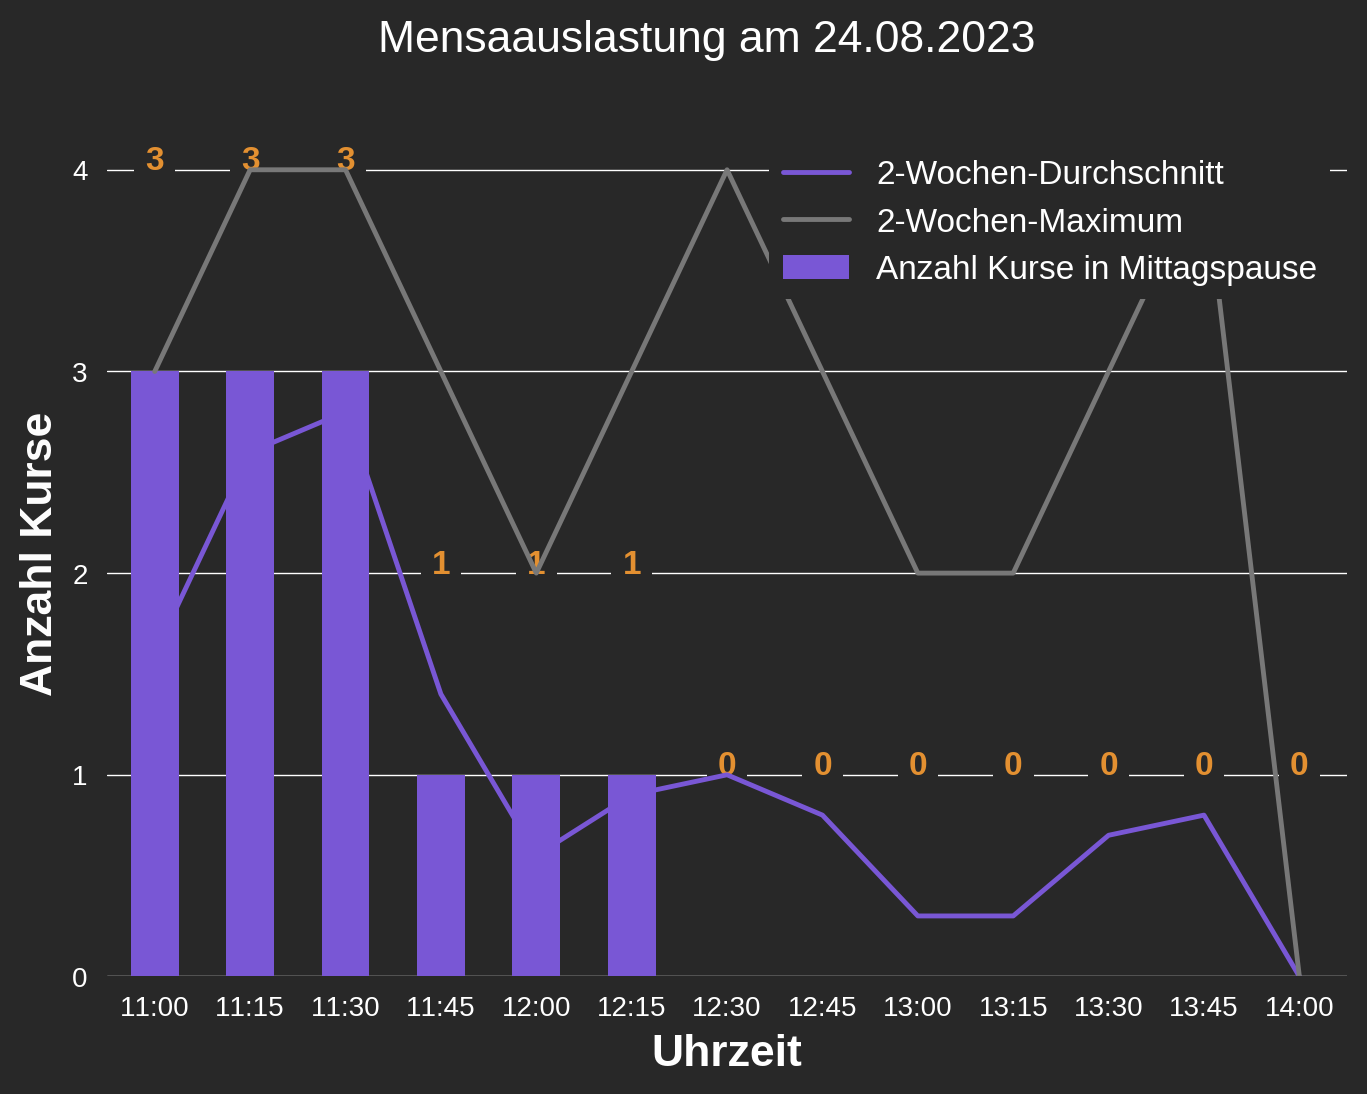 Mensaauslastung am 24.08.2023
2-Wochen-Durchschnitt
2-Wochen-Maximum
Anzahl Kurse in Mittagspause
Anzahl Kurse
4
3
2
1
0
3 3 3 1 1 1 0 0 0 0 0 0 0
11:00 11:15 11:30 11:45 12:00 12:15 12:30 12:45 13:00 13:15 13:30 13:45 14:00
Uhrzeit